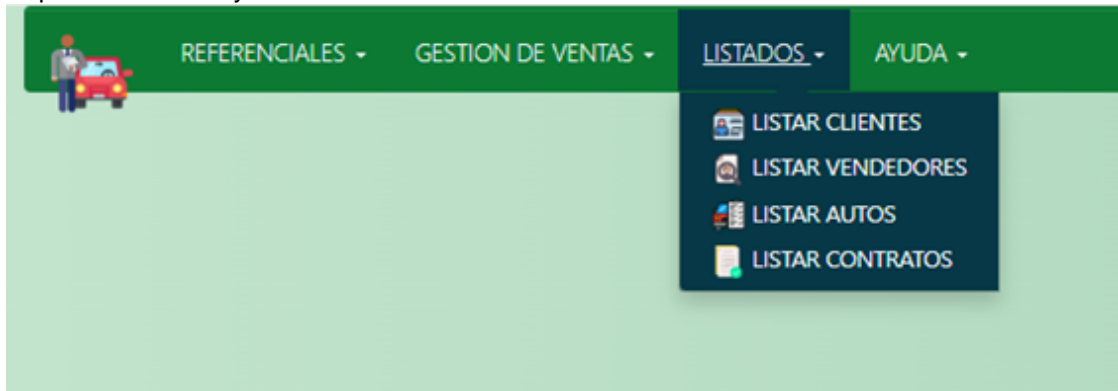 REFERENCIALES
GESTION DE VENTAS
LISTADOS
AYUDA
LISTAR CLIENTES
LISTAR VENDEDORES
LISTAR AUTOS
LISTAR CONTRATOS